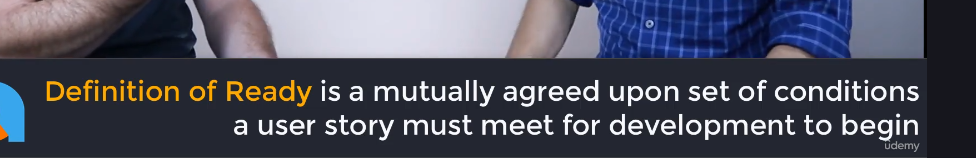 Definition of Ready is a mutually agreed upon set of conditions
a user story must meet for development to begin
udemy